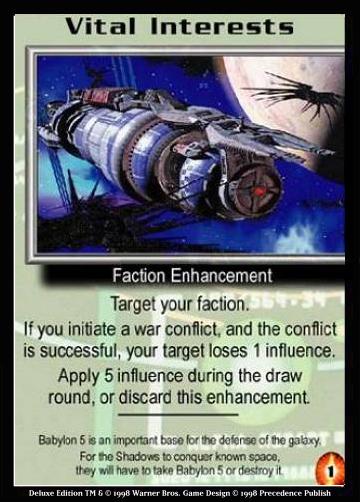 Vital Interests
Faction Enhancement
Target your faction.
If you initiate a war conflict, and the conflict
is successful, your target loses 1 influence.
Apply 5 influence during the draw
round, or discard this enhancement.
Babylon 5 is an important base for the defense of the galaxy.
For the Shadows to conquer known space,
they will have to take Babylon 5 or destroy it.
1
Deluxe Edition TM & © 1998 Warner Bros. Game Design © 1998 Precedence Publish